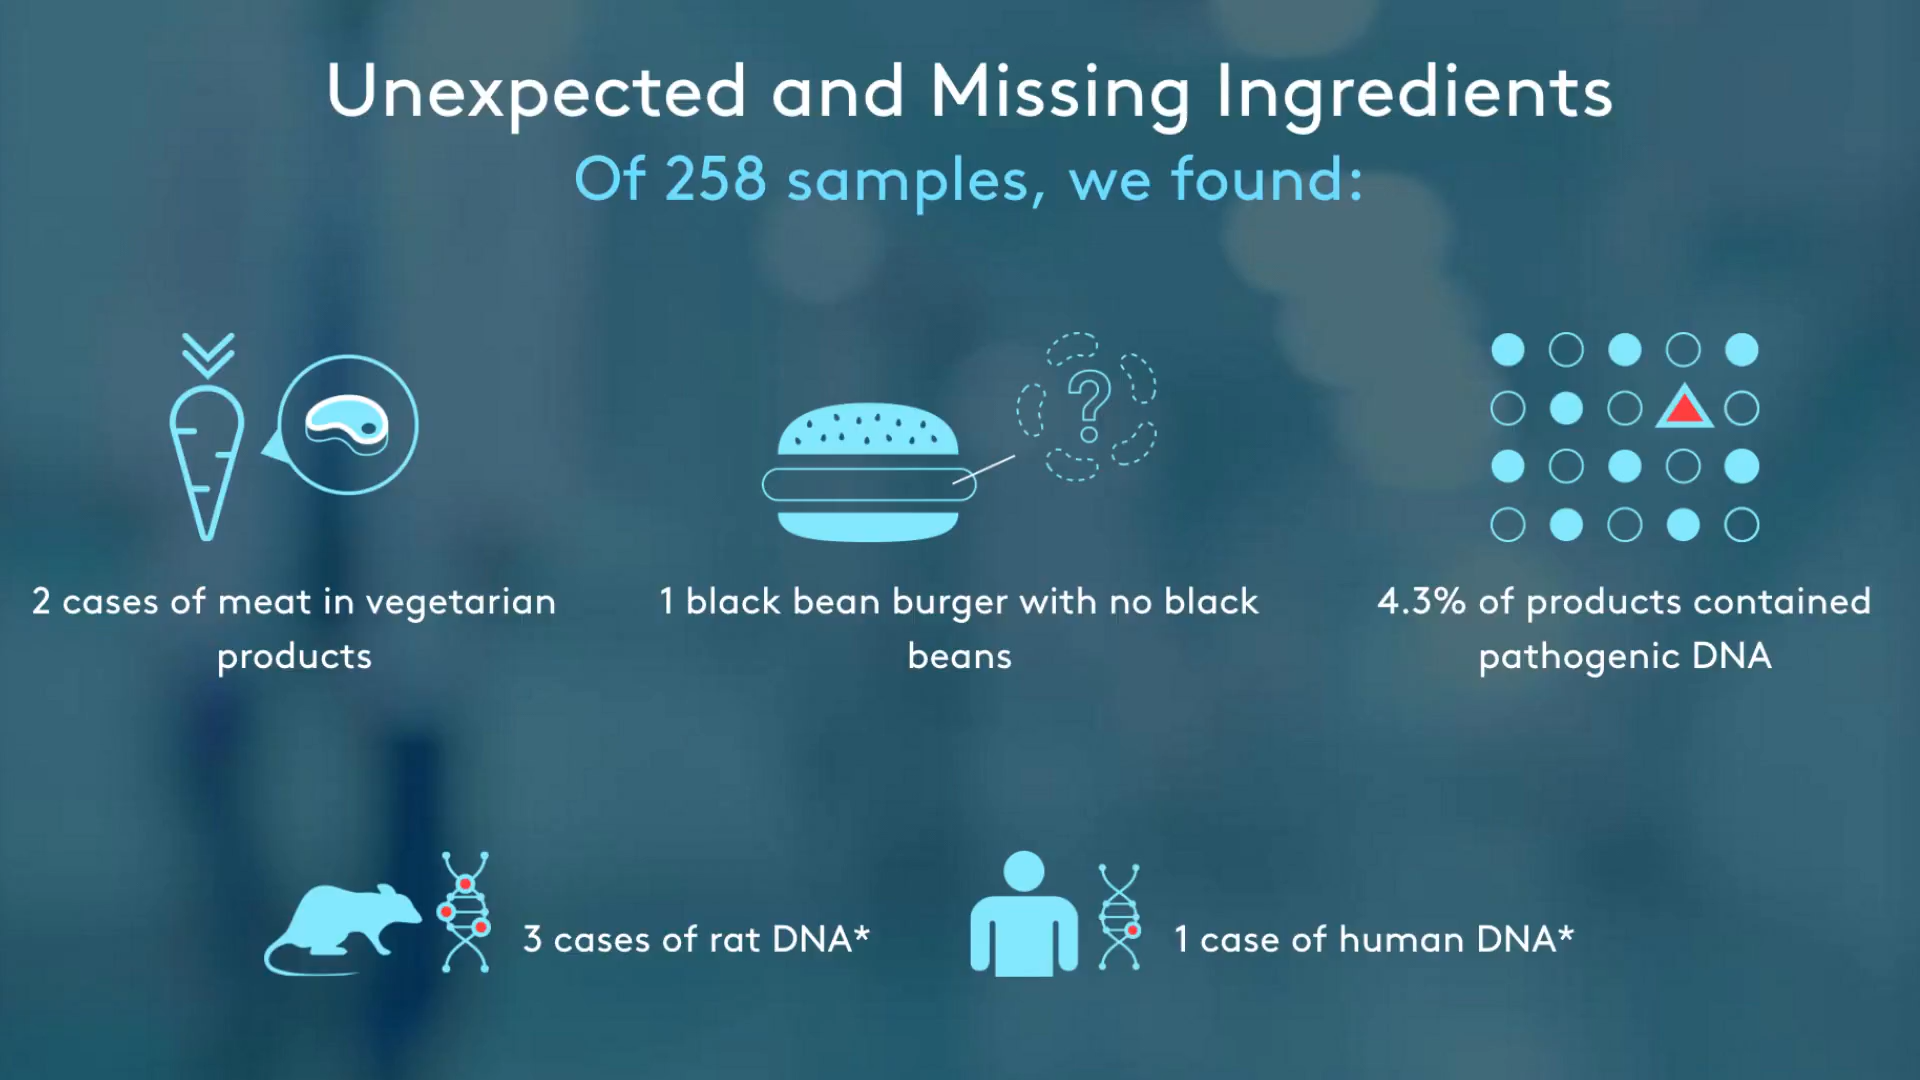 Unexpected and Missing Ingredients
Of 258 samples, we found:
?
2 cases of meat in vegetarian
products
1 black bean burger with no black
beans
4.3% of products contained
pathogenic DNA
3 cases of rat DNA*
1 case of human DNA*